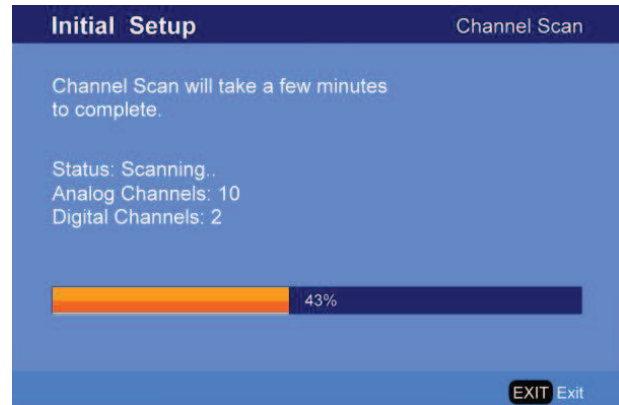 Initial Setup
Channel Scan
Channel Scan will take a few minutes
to complete.
Status: Scanning..
Analog Channels: 10
Digital Channels: 2
43%
EXIT Exit